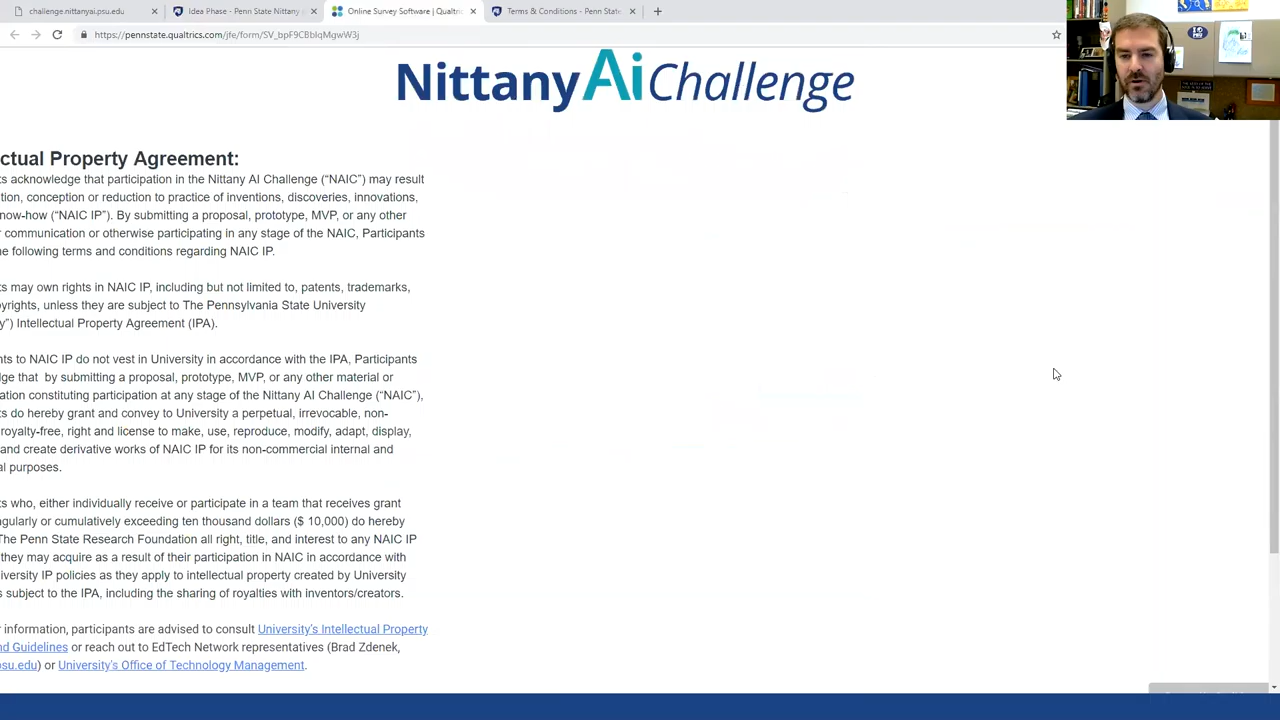 challenge.nittanyai.psu.edu
Idea Phase - Penn State Nittany
Online Survey Software | Qualtri
Terms & Conditions - Penn State
https://pennstate.qualtrics.com/jfe/form/SV_bpF9CBbIqMgwW3j
Nittany Ai Challenge
ctual Property Agreement:
ts acknowledge that participation in the Nittany AI Challenge (“NAIC”) may result
tion, conception or reduction to practice of inventions, discoveries, innovations,
now-how (“NAIC IP”). By submitting a proposal, prototype, MVP, or any other
r communication or otherwise participating in any stage of the NAIC, Participants
ne following terms and conditions regarding NAIC IP.
ts may own rights in NAIC IP, including but not limited to, patents, trademarks,
pyrights, unless they are subject to The Pennsylvania State University
y”) Intellectual Property Agreement (IPA).
nts to NAIC IP do not vest in University in accordance with the IPA, Participants
dge that by submitting a proposal, prototype, MVP, or any other material or
ation constituting participation at any stage of the Nittany AI Challenge (“NAIC”),
ts do hereby grant and convey to University a perpetual, irrevocable, non-
royalty-free, right and license to make, use, reproduce, modify, adapt, display,
and create derivative works of NAIC IP for its non-commercial internal and
al purposes.
ts who, either individually receive or participate in a team that receives grant
ngularly or cumulatively exceeding ten thousand dollars ($ 10,000) do hereby
The Penn State Research Foundation all right, title, and interest to any NAIC IP
they may acquire as a result of their participation in NAIC in accordance with
iversity IP policies as they apply to intellectual property created by University
s subject to the IPA, including the sharing of royalties with inventors/creators.
r information, participants are advised to consult University's Intellectual Property
nd Guidelines or reach out to EdTech Network representatives (Brad Zdenek,
psu.edu) or University's Office of Technology Management.